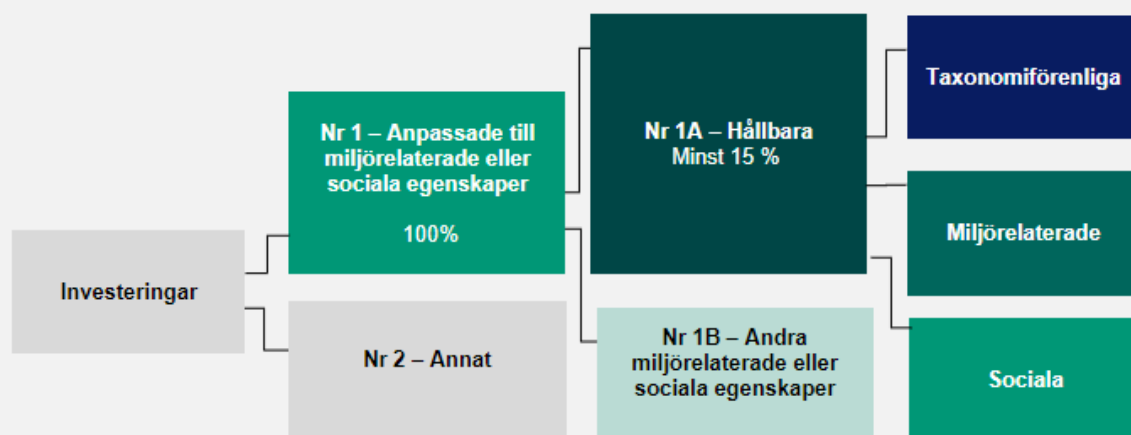 Investeringar
Nr 1 – Anpassade till
miljörelaterade eller
sociala egenskaper
100%
Nr 2 – Annat
Nr 1A – Hållbara
Minst 15 %
Nr 1B – Andra
miljörelaterade eller
sociala egenskaper
Taxonomiförenliga
Miljörelaterade
Sociala